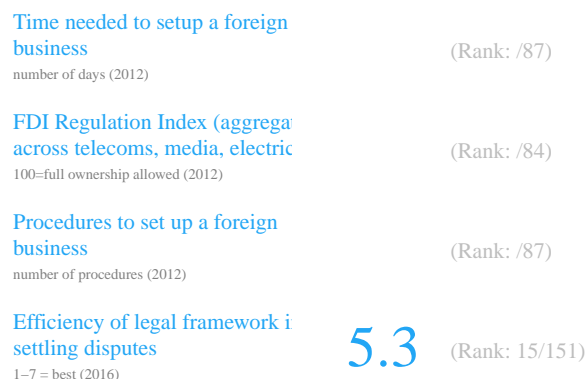 Time needed to setup a foreign
business
number of days (2012)
(Rank: /87)
FDI Regulation Index (aggregat
across telecoms, media, electric
100=full ownership allowed (2012)
(Rank: /84)
Procedures to set up a foreign
business
number of procedures (2012)
(Rank: /87)
Efficiency of legal framework i
settling disputes
1–7 = best (2016)
5.3
(Rank: 15/151)